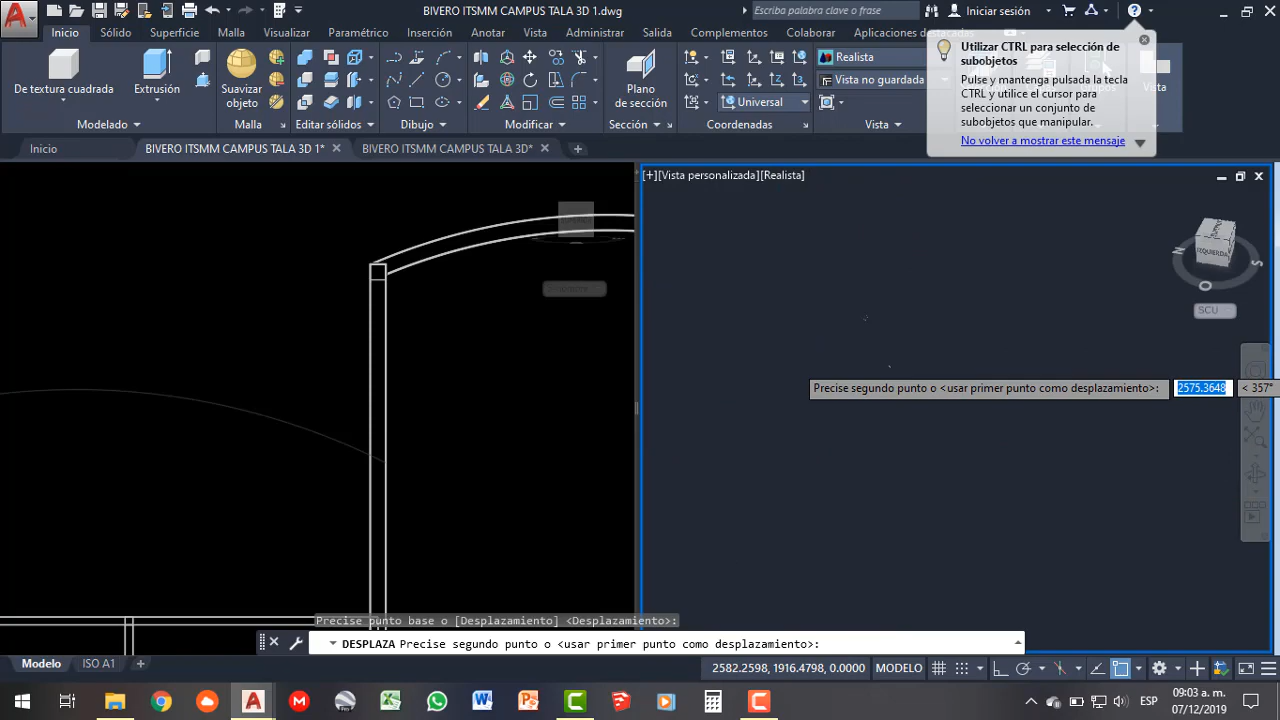 BIVERO ITSMM CAMPUS TALA 3D 1.dwg
Escriba palabra clave o frase
Iniciar sesión
Inicio
Sólido
Superficie
Malla
Visualizar
Paramétrico
Inserción
Anotar
Vista
Administrar
Salida
Complementos
Colaborar
Aplicaciones destacadas
De textura cuadrada
Extrusión
Suavizar
objeto
Plano
de sección
Realista
Vista no guardada
Universal
Grupos
Vista
Modelado
Malla
Editar sólidos
Dibujo
Modificar
Sección
Coordenadas
Vista
Utilizar CTRL para selección de
subobjetos
Pulse y mantenga pulsada la tecla
CTRL y utilice el cursor para
seleccionar un conjunto de
subobjetos que manipular.
No volver a mostrar este mensaje
Inicio
BIVERO ITSMM CAMPUS TALA 3D 1*
BIVERO ITSMM CAMPUS TALA 3D*
[+][Vista personalizada][Realista]
IZQUIERDA
N
S
O
SCU
Precise segundo punto o <usar primer punto como desplazamiento>:
2575.3648
< 357°
Precise punto base o [Desplazamiento] <Desplazamiento>:
DESPLAZA Precise segundo punto o <usar primer punto como desplazamiento>:
Modelo
ISO A1
2582.2598, 1916.4798, 0.0000
MODELO
ESP
09:03 a. m.
07/12/2019